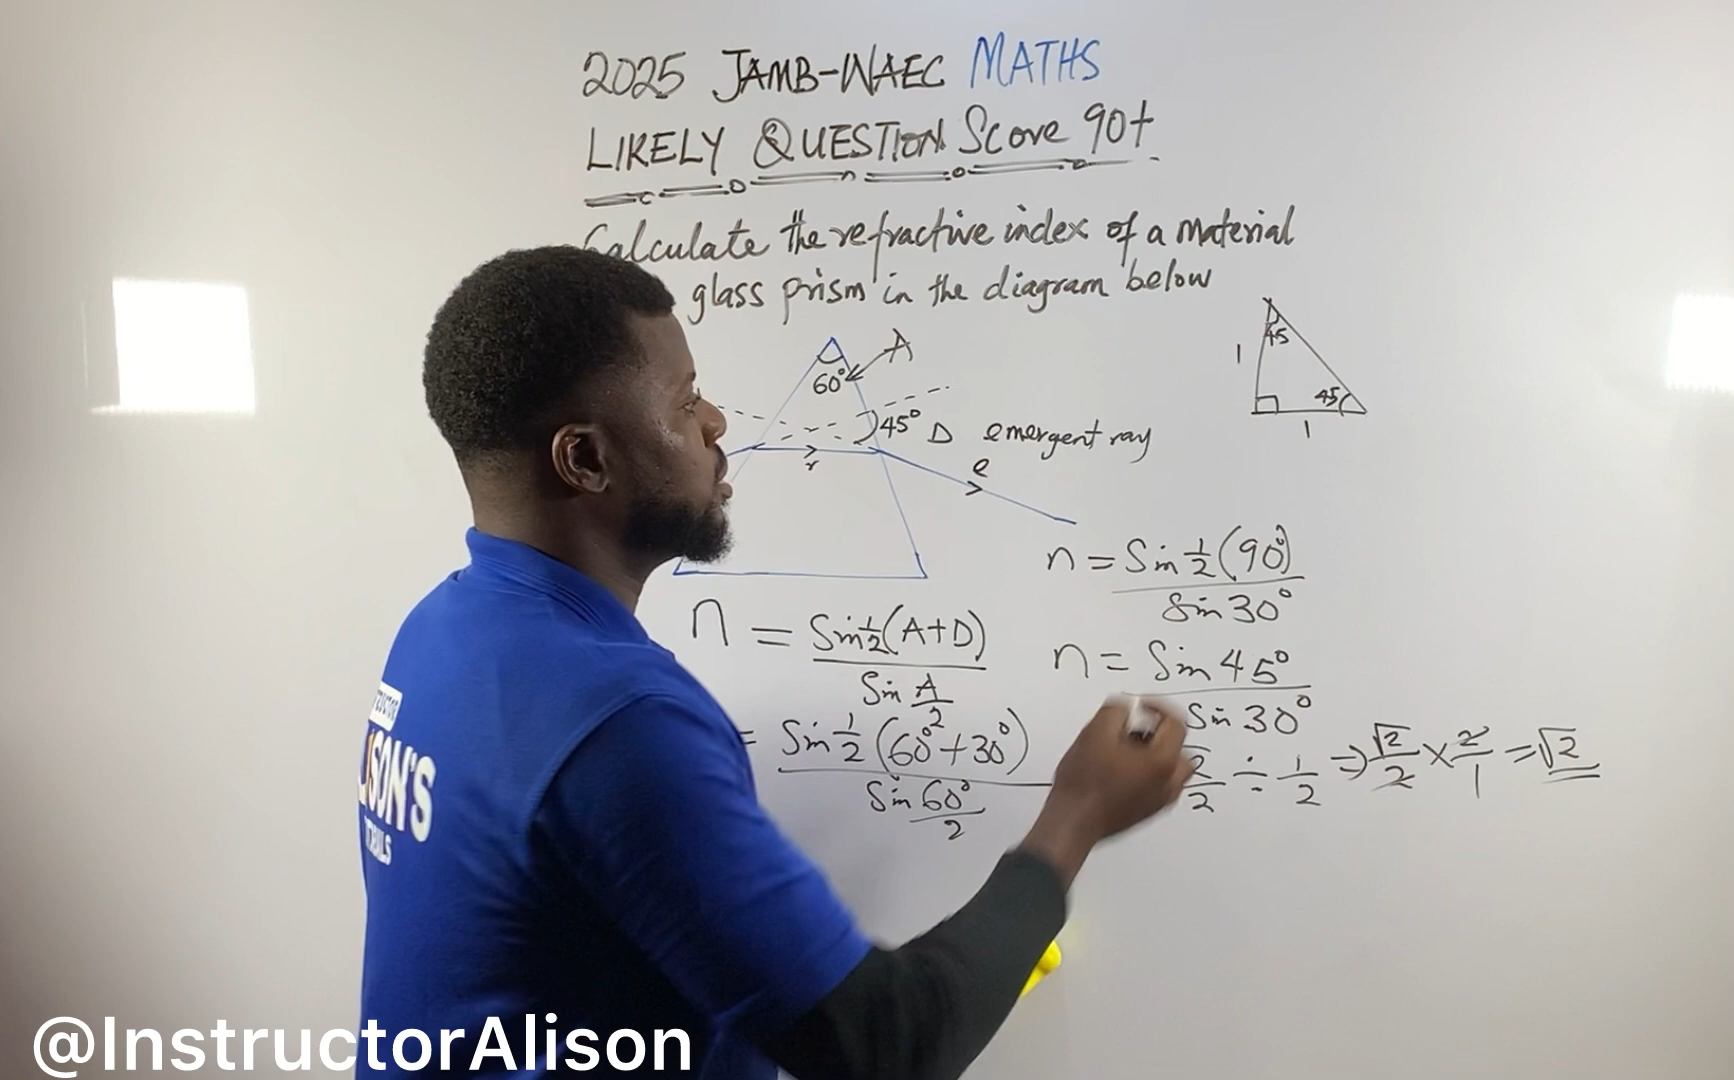 2025 JAMB-WAEC MATHS
LIKELY QUESTION Score 90+
Calculate the refractive index of a material
glass prism in the diagram below
A
60°
45° D emergent ray
r
e
45
1
45
1
n = Sin ½ (90°) / Sin 30°
n = Sin ½ (A+D) / Sin A/2
n = Sin 45° / Sin 30°
= Sin ½ (60° + 30°) / Sin 60°/2
2/2 ÷ 1/2 => √2/2 × 2/1 = √2
SON'S
@InstructorAlison